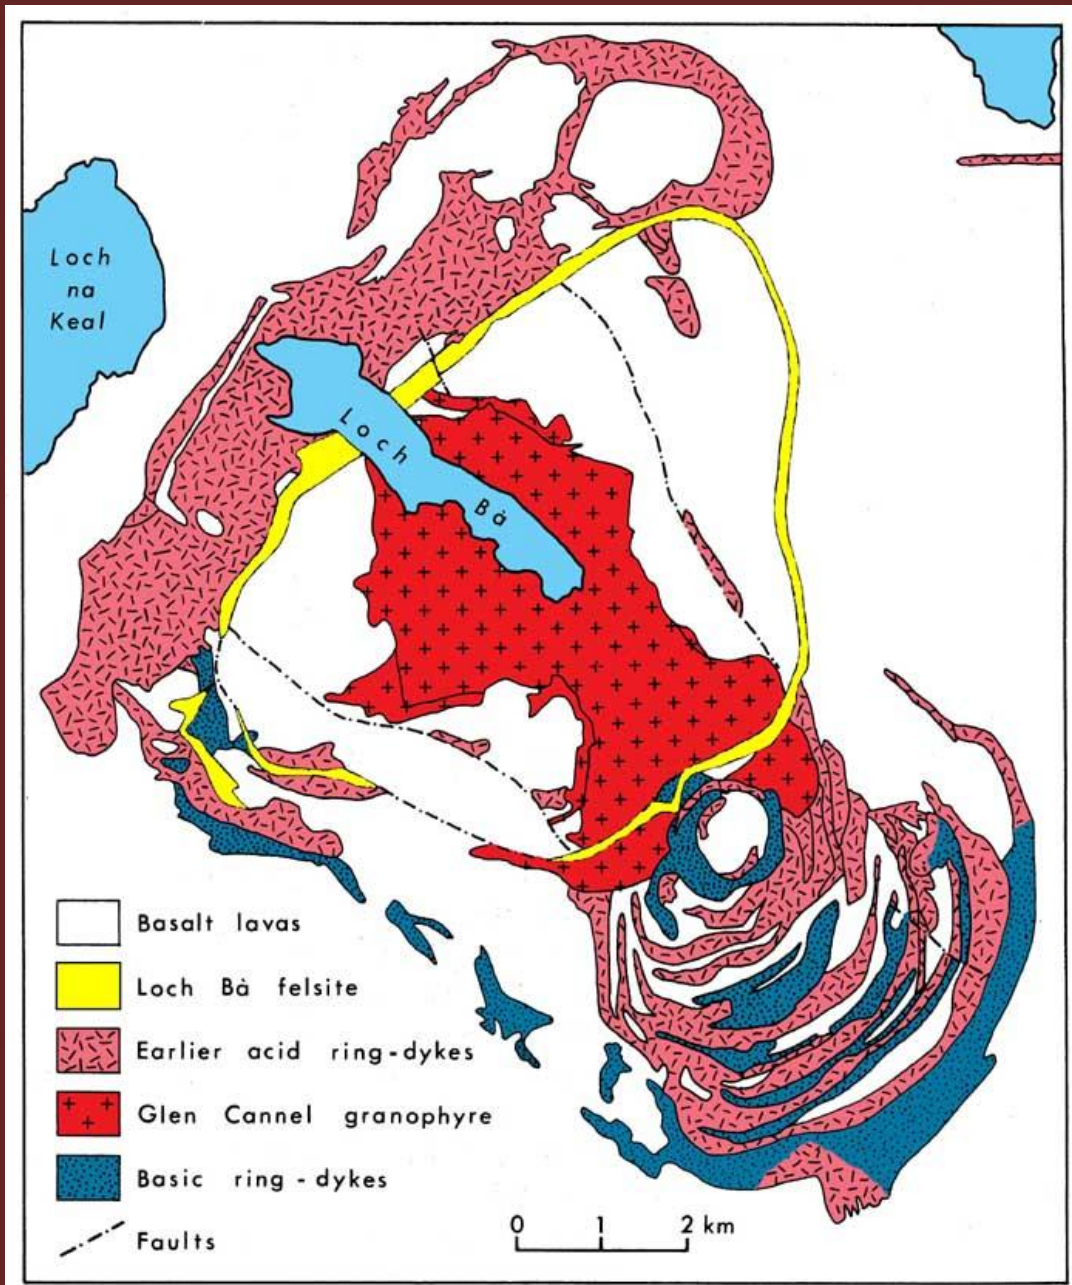 Loch
na
Keal
Loch Bà
Basalt lavas
Loch Bà felsite
Earlier acid ring-dykes
Glen Cannel granophyre
Basic ring-dykes
Faults
0 1 2 km